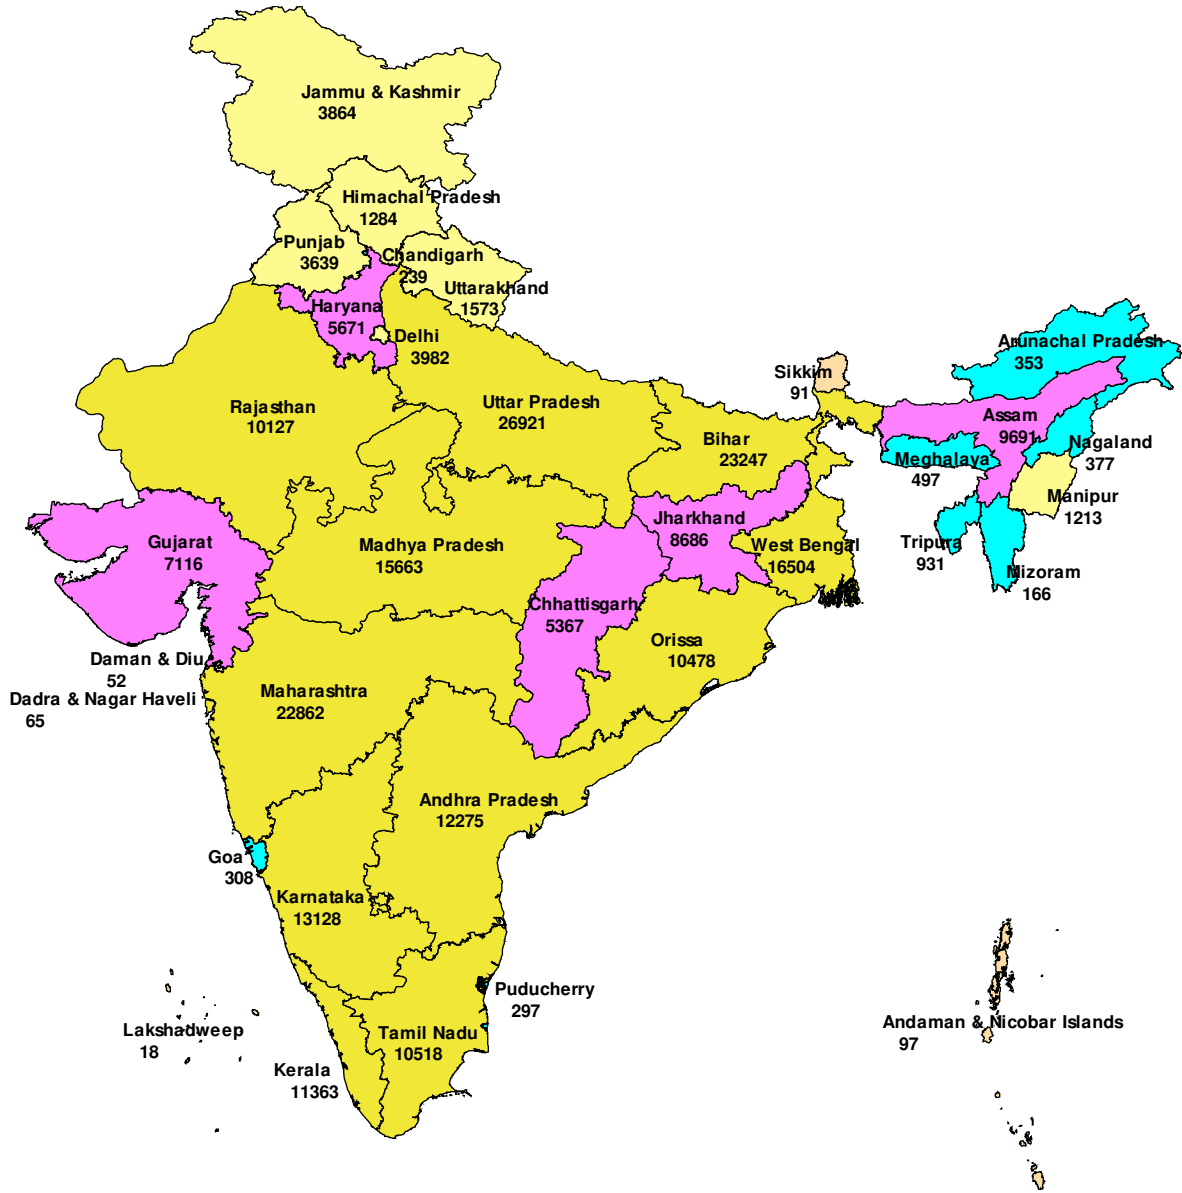 Jammu & Kashmir
3864
Himachal Pradesh
1284
Punjab
3639
Chandigarh
239
Uttarakhand
1573
Haryana
5671
Delhi
3982
Arunachal Pradesh
353
Sikkim
91
Rajasthan
10127
Uttar Pradesh
26921
Assam
9691
Bihar
23247
Nagaland
377
Meghalaya
497
Manipur
1213
Gujarat
7116
Madhya Pradesh
15663
Jharkhand
8686
West Bengal
16504
Tripura
931
Mizoram
166
Chhattisgarh
5367
Orissa
10478
Daman & Diu
52
Dadra & Nagar Haveli
65
Maharashtra
22862
Andhra Pradesh
12275
Goa
308
Karnataka
13128
Puducherry
297
Lakshadweep
18
Tamil Nadu
10518
Kerala
11363
Andaman & Nicobar Islands
97